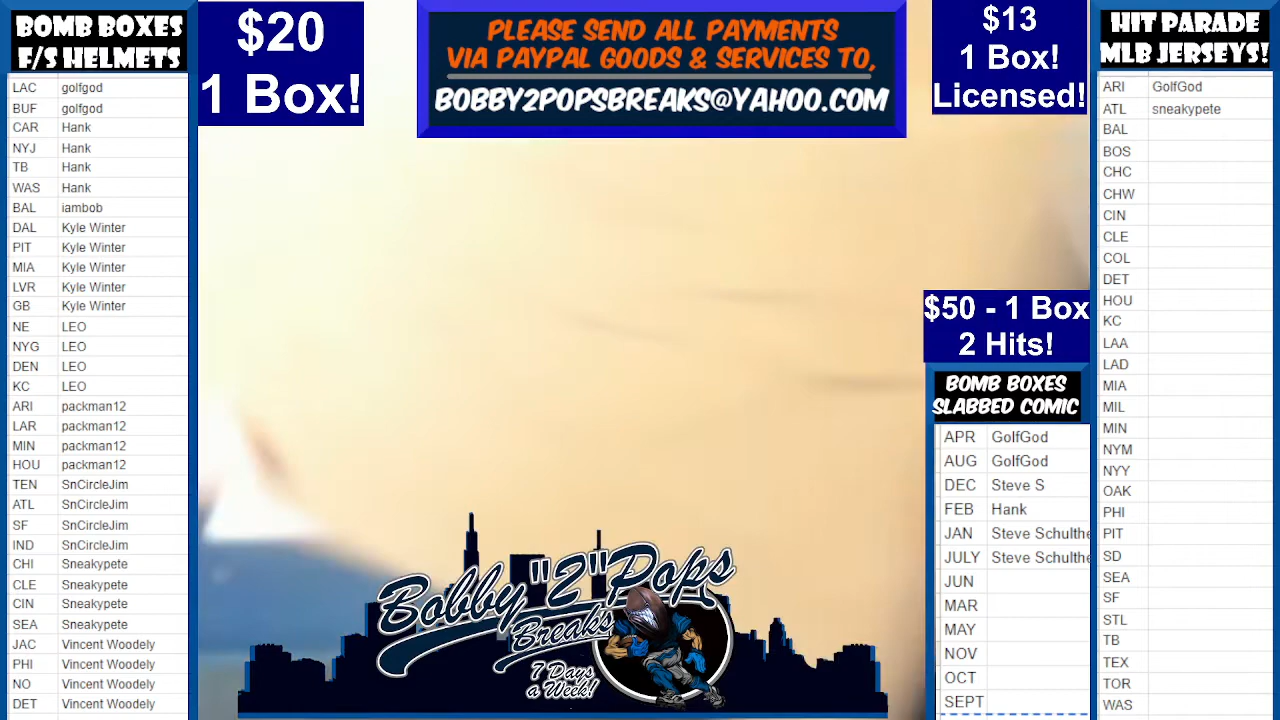 BOMB BOXES
F/S HELMETS
LAC golfgod
BUF golfgod
CAR Hank
NYJ Hank
TB Hank
WAS Hank
BAL iambob
DAL Kyle Winter
PIT Kyle Winter
MIA Kyle Winter
LVR Kyle Winter
GB Kyle Winter
NE LEO
NYG LEO
DEN LEO
KC LEO
ARI packman12
LAR packman12
MIN packman12
HOU packman12
TEN SnCircleJim
ATL SnCircleJim
SF SnCircleJim
IND SnCircleJim
CHI Sneakypete
CLE Sneakypete
CIN Sneakypete
SEA Sneakypete
JAC Vincent Woodely
PHI Vincent Woodely
NO Vincent Woodely
DET Vincent Woodely
$20
1 Box!
PLEASE SEND ALL PAYMENTS
VIA PAYPAL GOODS & SERVICES TO,
BOBBY2POPSBREAKS@YAHOO.COM
Bobby "2" Pops
Breaks
7 Days
a Week!
$13
1 Box!
Licensed!
$50 - 1 Box
2 Hits!
BOMB BOXES
SLABBED COMIC
APR GolfGod
AUG GolfGod
DEC Steve S
FEB Hank
JAN Steve Schulthe
JULY Steve Schulthe
JUN
MAR
MAY
NOV
OCT
SEPT
HIT PARADE
MLB JERSEYS!
ARI GolfGod
ATL sneakypete
BAL
BOS
CHC
CHW
CIN
CLE
COL
DET
HOU
KC
LAA
LAD
MIA
MIL
MIN
NYM
NYY
OAK
PHI
PIT
SD
SEA
SF
STL
TB
TEX
TOR
WAS